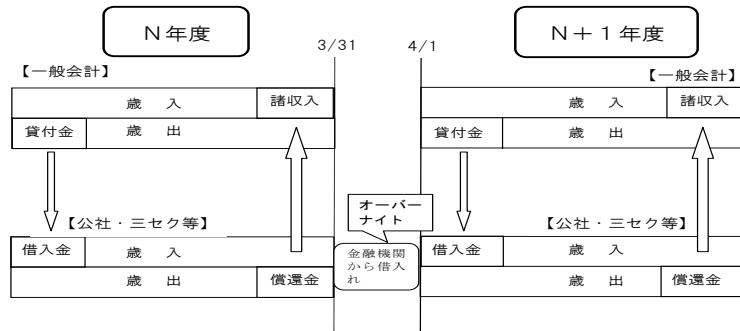 N年度
3/31
4/1
N＋1年度
【一般会計】
【一般会計】
歳　入
諸収入
歳　入
諸収入
貸付金
歳　出
貸付金
歳　出
オーバー
ナイト
【公社・三セク等】
【公社・三セク等】
借入金
歳　入
金融機関
から借入
れ
借入金
歳　入
歳　出
償還金
歳　出
償還金